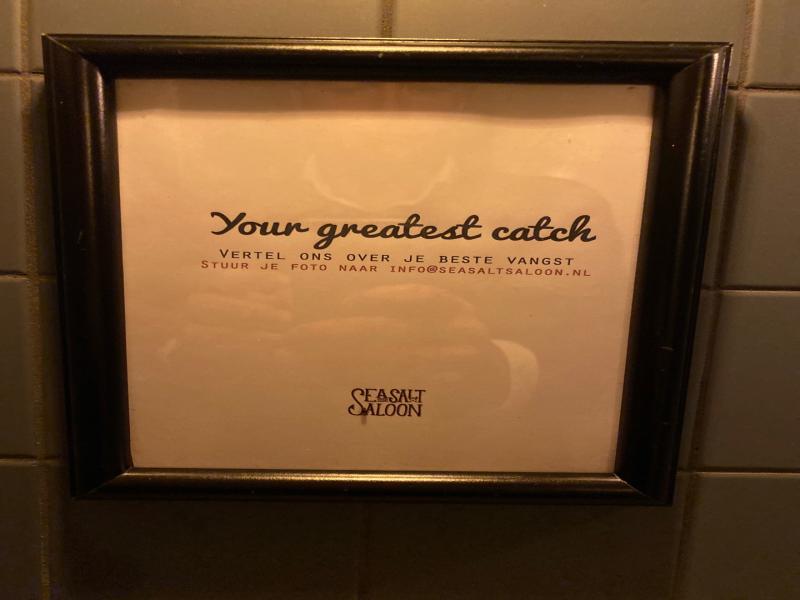 Your greatest catch
VERTEL ONS OVER JE BESTE VANGST
STUUR JE FOTO NAAR INFO@SEASALTSALOON.NL
SEASALT
SALOON